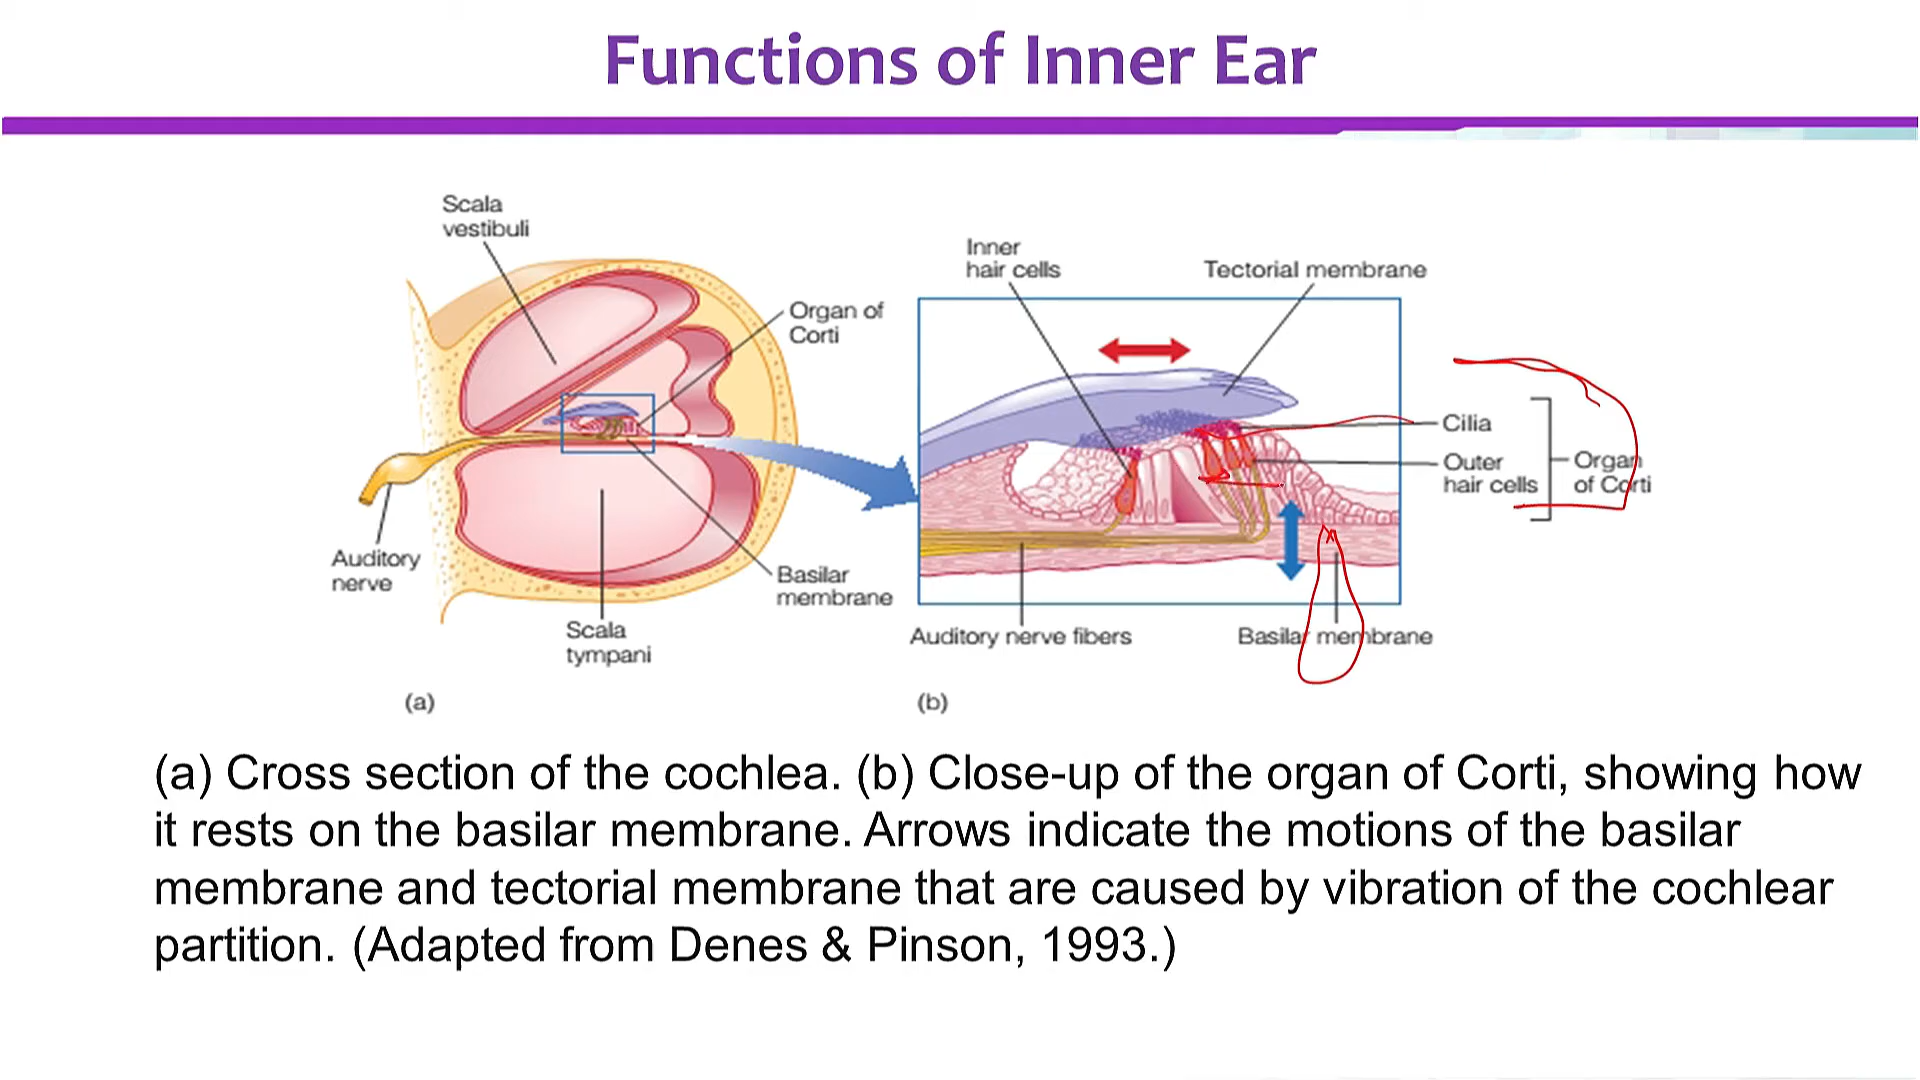 Functions of Inner Ear
Scala
vestibuli
Organ of
Corti
Auditory
nerve
Basilar
membrane
Scala
tympani
(a)
Inner
hair cells
Tectorial membrane
Cilia
Outer
hair cells
Organ
of Corti
Auditory nerve fibers
Basilar membrane
(b)
(a) Cross section of the cochlea. (b) Close-up of the organ of Corti, showing how
it rests on the basilar membrane. Arrows indicate the motions of the basilar
membrane and tectorial membrane that are caused by vibration of the cochlear
partition. (Adapted from Denes & Pinson, 1993.)